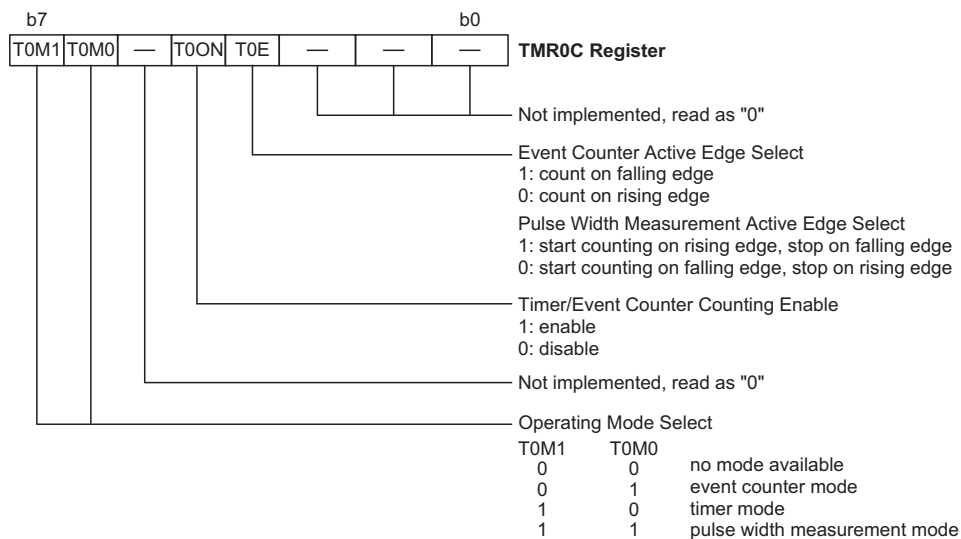 b7 b0
T0M1 T0M0 — T0ON T0E — — — TMR0C Register
Not implemented, read as "0"
Event Counter Active Edge Select
1: count on falling edge
0: count on rising edge
Pulse Width Measurement Active Edge Select
1: start counting on rising edge, stop on falling edge
0: start counting on falling edge, stop on rising edge
Timer/Event Counter Counting Enable
1: enable
0: disable
Not implemented, read as "0"
Operating Mode Select
T0M1 T0M0
0 0 no mode available
0 1 event counter mode
1 0 timer mode
1 1 pulse width measurement mode